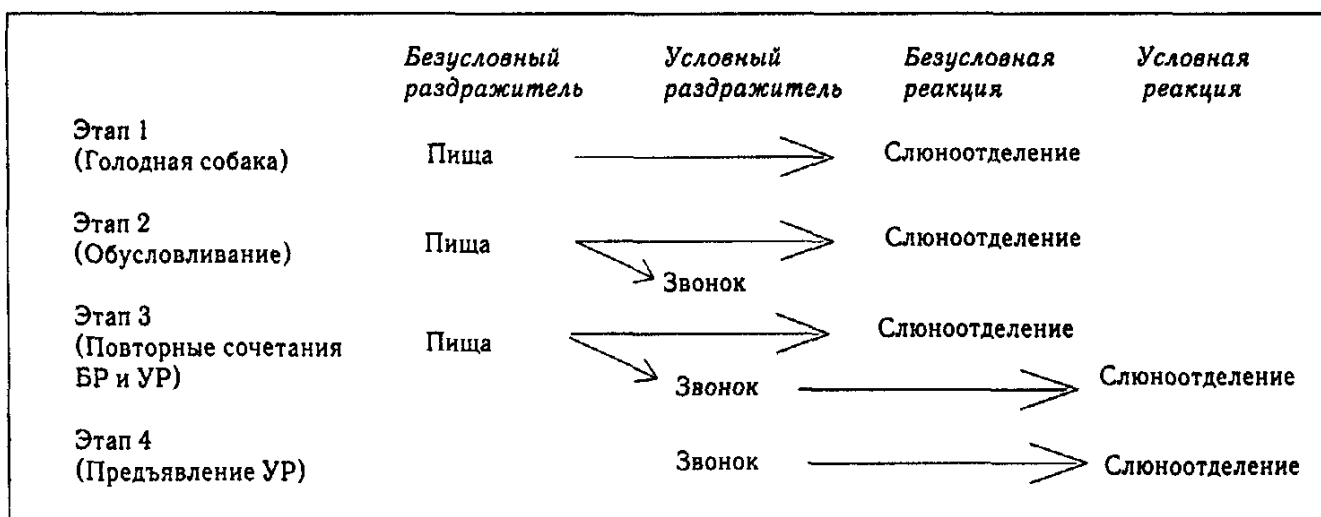 Безусловный раздражитель
Условный раздражитель
Безусловная реакция
Условная реакция
Этап 1
(Голодная собака)
Пища
Слюноотделение
Этап 2
(Обусловливание)
Пища
Слюноотделение
Звонок
Этап 3
(Повторные сочетания
БР и УР)
Пища
Слюноотделение
Звонок
Слюноотделение
Этап 4
(Предъявление УР)
Звонок
Слюноотделение